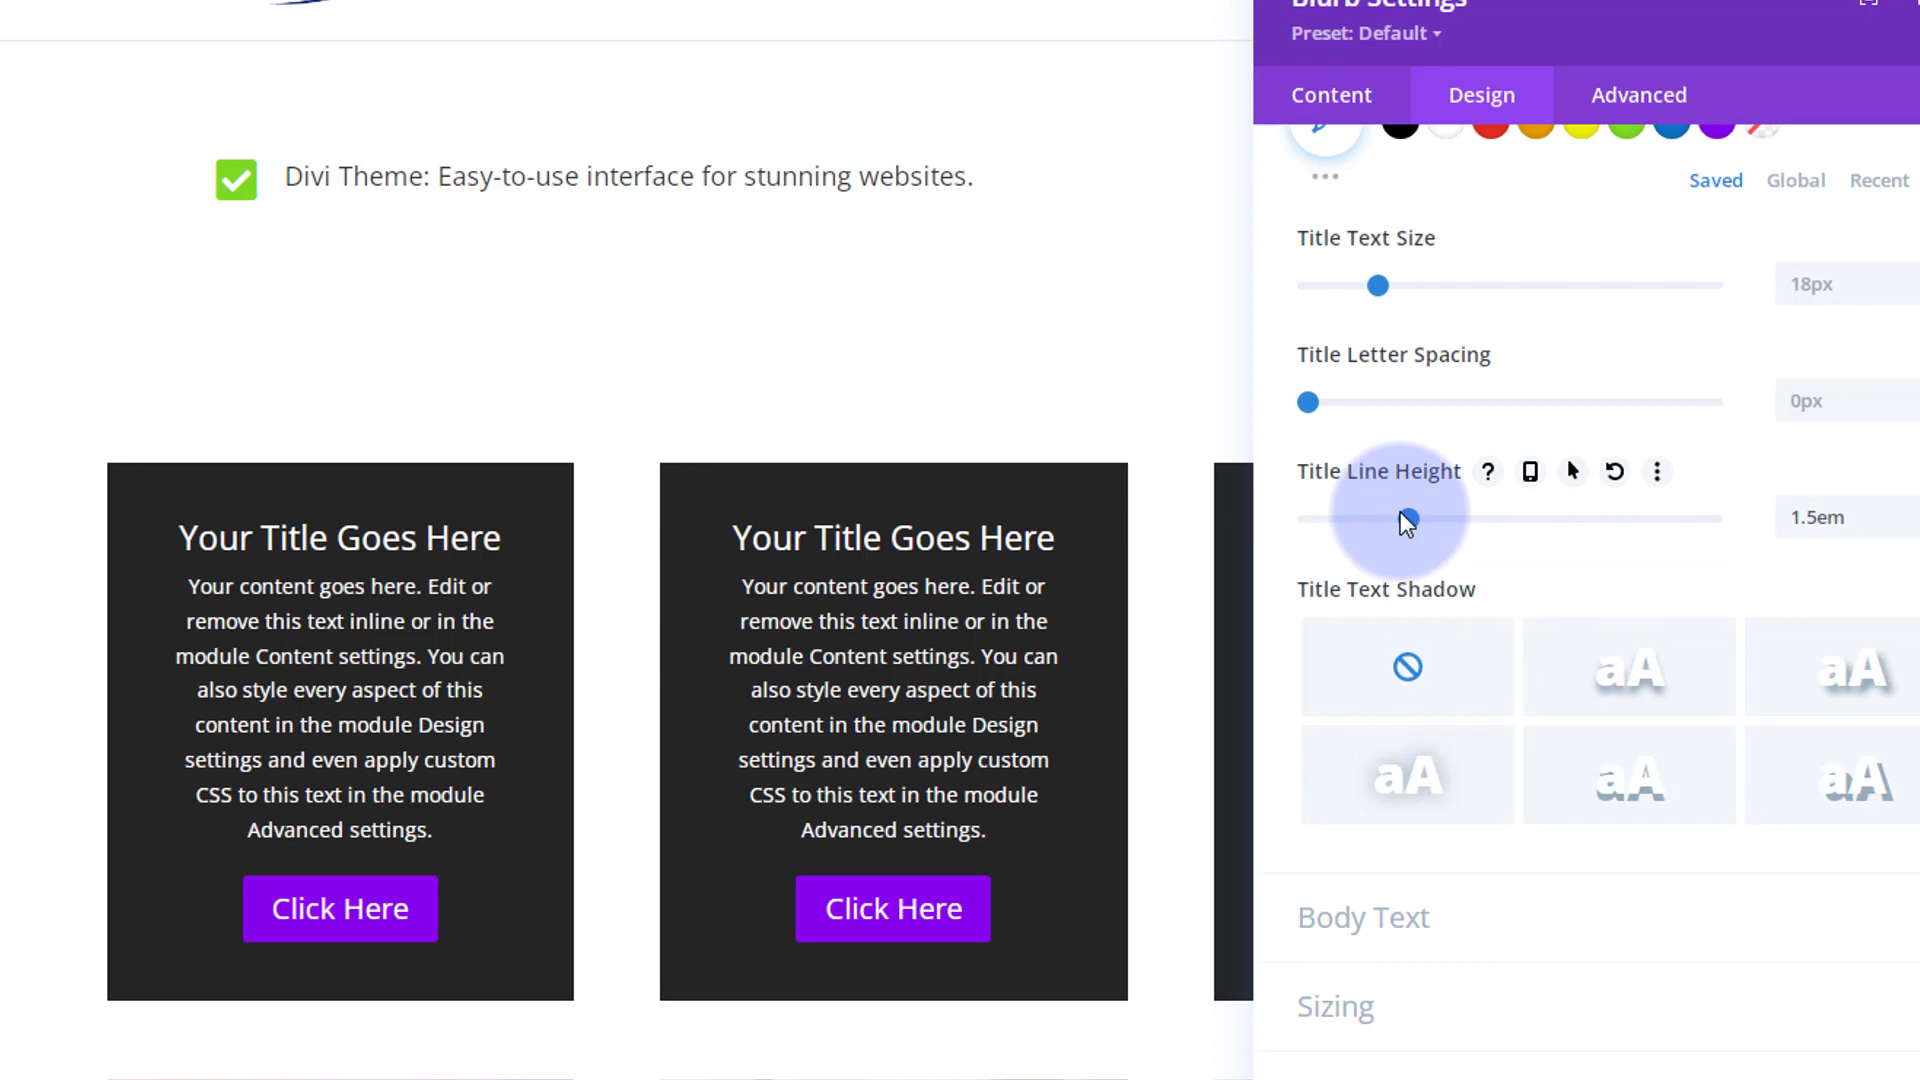 Blurb Settings
Preset: Default
Content
Design
Advanced
Saved
Global
Recent
Divi Theme: Easy-to-use interface for stunning websites.
Title Text Size
18px
Title Letter Spacing
0px
Title Line Height
?
1.5em
Title Text Shadow
aA
aA
aA
aA
aA
Body Text
Sizing
Your Title Goes Here
Your content goes here. Edit or
remove this text inline or in the
module Content settings. You can
also style every aspect of this
content in the module Design
settings and even apply custom
CSS to this text in the module
Advanced settings.
Click Here
Your Title Goes Here
Your content goes here. Edit or
remove this text inline or in the
module Content settings. You can
also style every aspect of this
content in the module Design
settings and even apply custom
CSS to this text in the module
Advanced settings.
Click Here